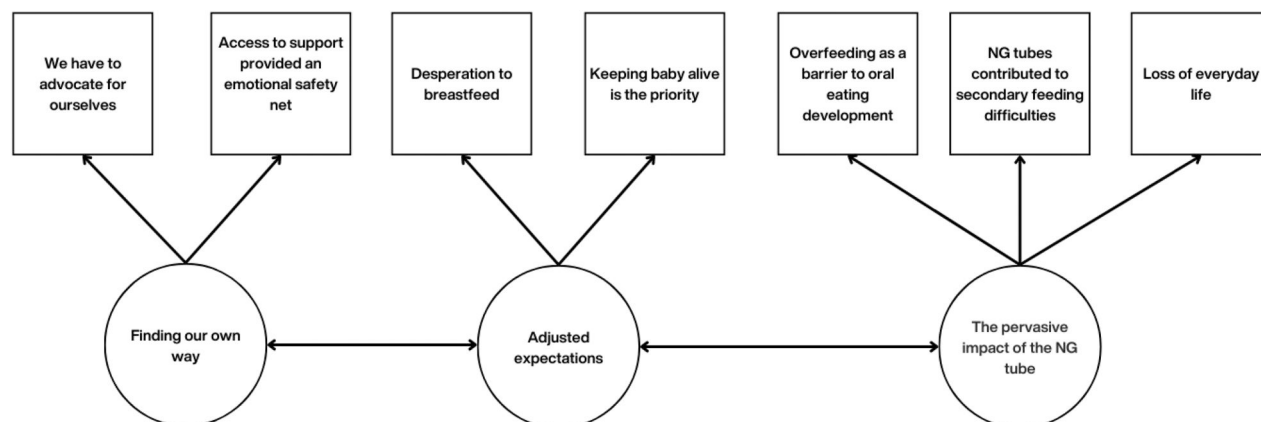 We have to
advocate for
ourselves
Access to support
provided an
emotional safety
net
Desperation to
breastfeed
Keeping baby alive
is the priority
Overfeeding as a
barrier to oral
eating
development
NG tubes
contributed to
secondary feeding
difficulties
Loss of everyday
life
Finding our own
way
Adjusted
expectations
The pervasive
impact of the NG
tube